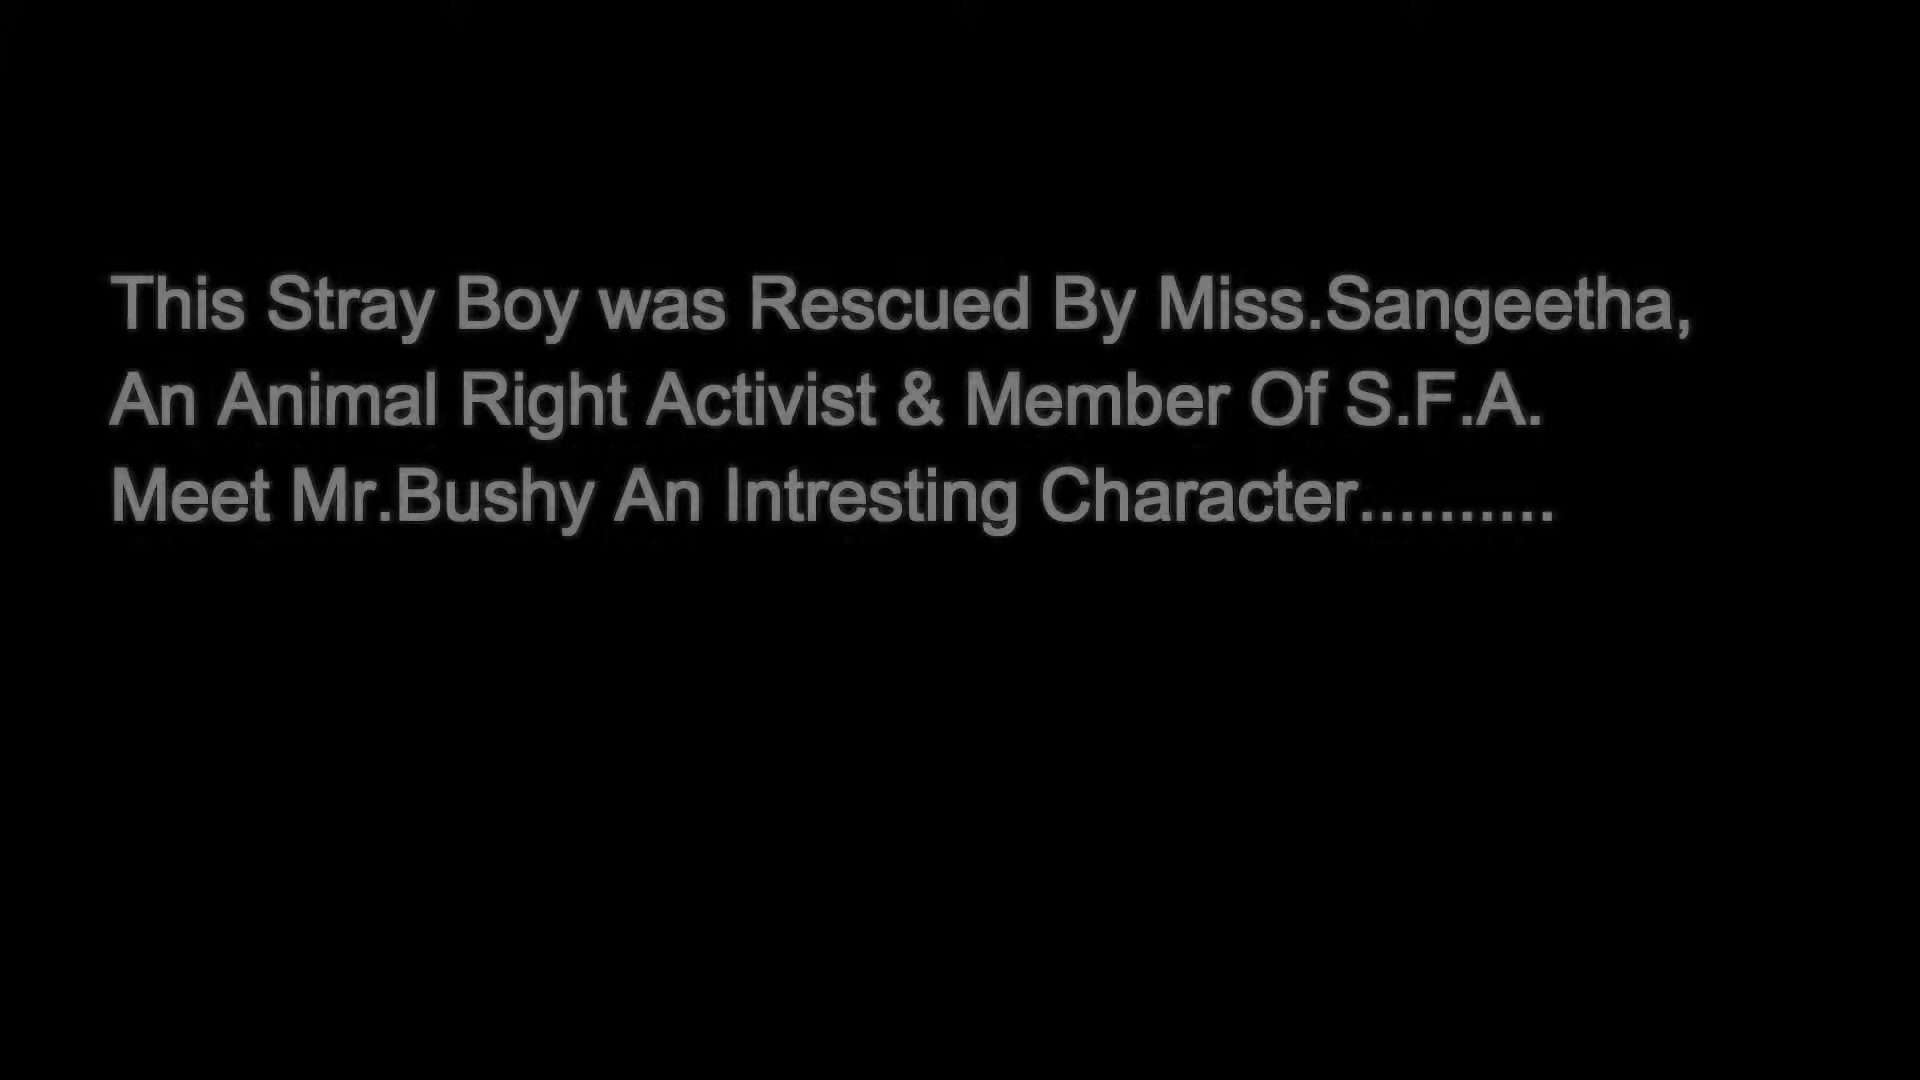 This Stray Boy was Rescued By Miss.Sangeetha,
An Animal Right Activist & Member Of S.F.A.
Meet Mr.Bushy An Intresting Character..........